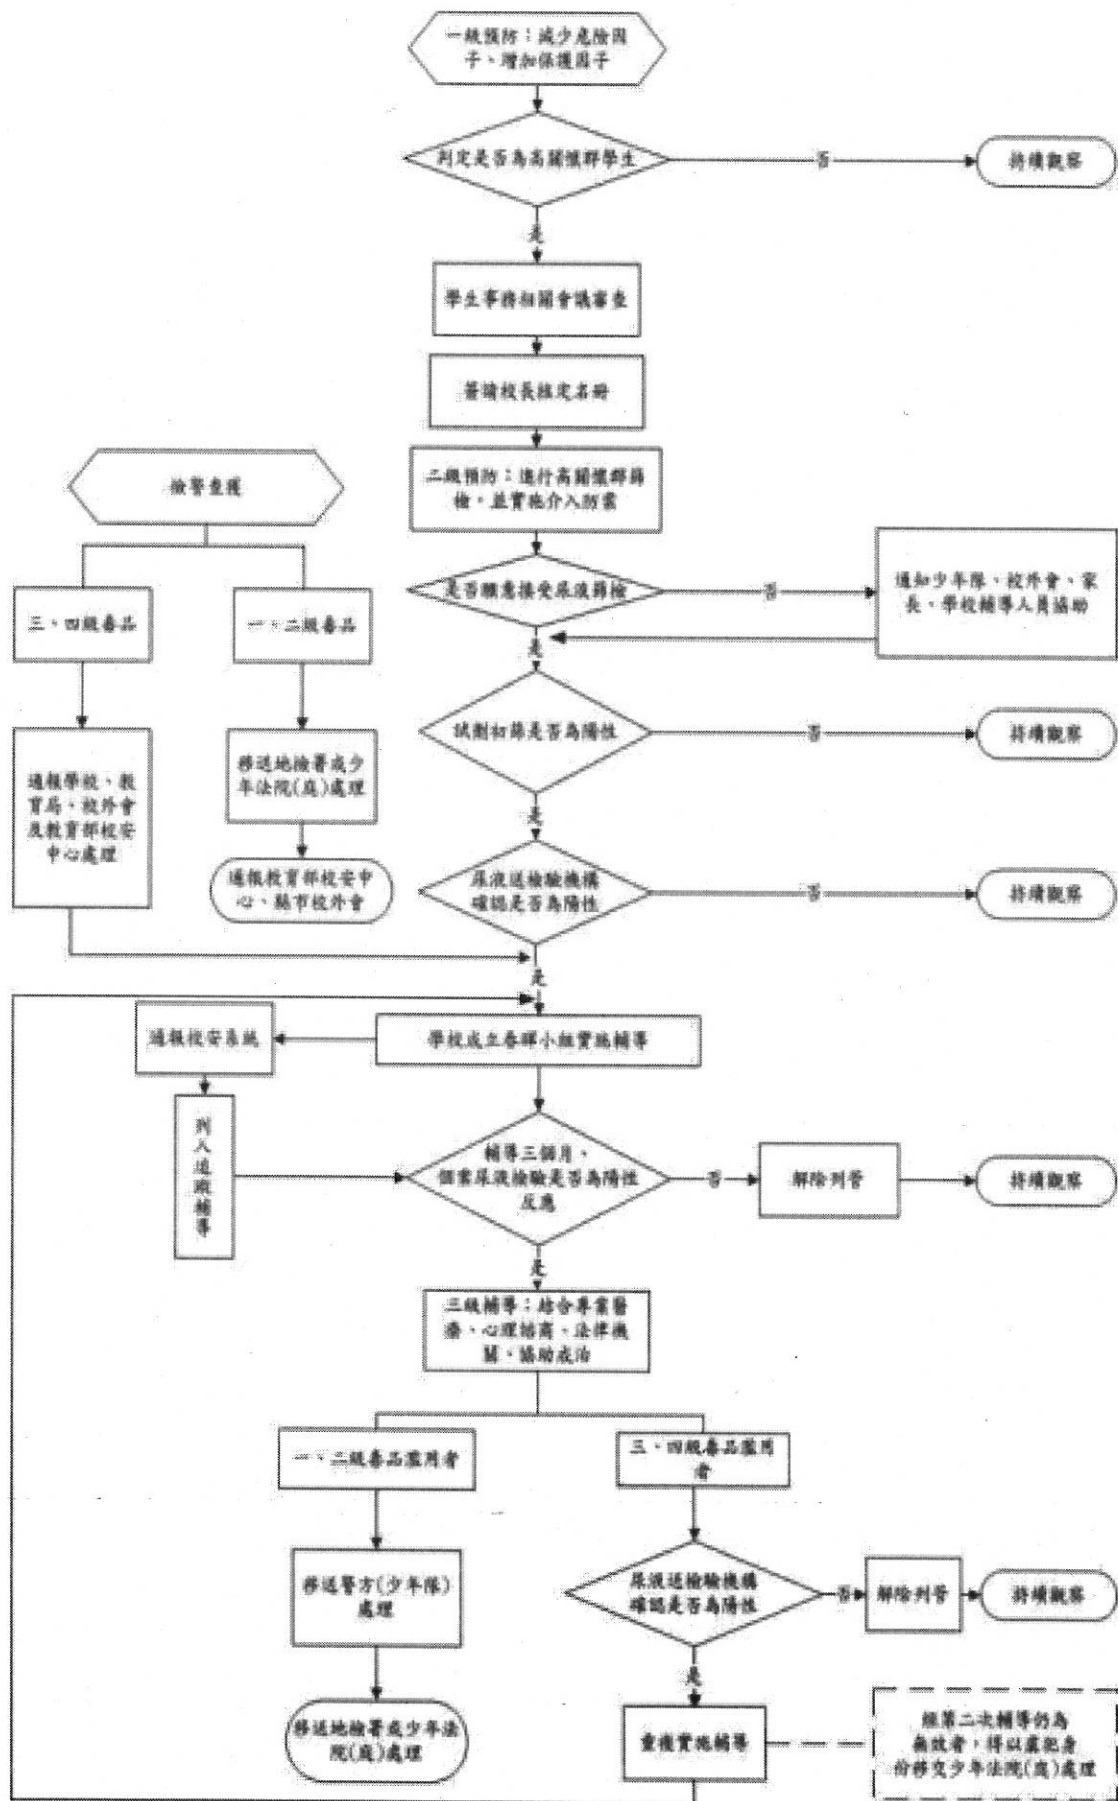 一級預防：減少危險因
子、增加保護因子
判定是否為高關懷群學生
否
持續觀察
是
學生事務相關會議審查
簽請校長核定名冊
二級預防：進行高關懷群篩
檢，並實施介入防案
檢警查獲
是否願意接受尿液篩檢
否
通知少年隊、校外會、家
長、學校輔導人員協助
三、四級毒品
一、二級毒品
是
試劑初篩是否為陽性
否
持續觀察
通報學校、教
育局、校外會
及教育部校安
中心處理
移送地檢署或少
年法院(庭)處理
是
通報教育部校安中
心、縣市校外會
尿液送檢驗機構
確認是否為陽性
否
持續觀察
是
通報校安系統
學校成立春暉小組實施輔導
列入追蹤輔導
輔導三個月，
個案尿液檢驗是否為陽性
反應
否
解除列管
持續觀察
是
三級輔導：結合專業醫
療、心理諮商、法律機
關，協助戒治
一、二級毒品濫用者
三、四級毒品濫用
者
移送警方(少年隊)
處理
尿液送檢驗機構
確認是否為陽性
否
解除列管
持續觀察
是
移送地檢署或少年法
院(庭)處理
重複實施輔導
經第二次輔導仍為
無效者，得以虞犯身
份移交少年法院(庭)處理